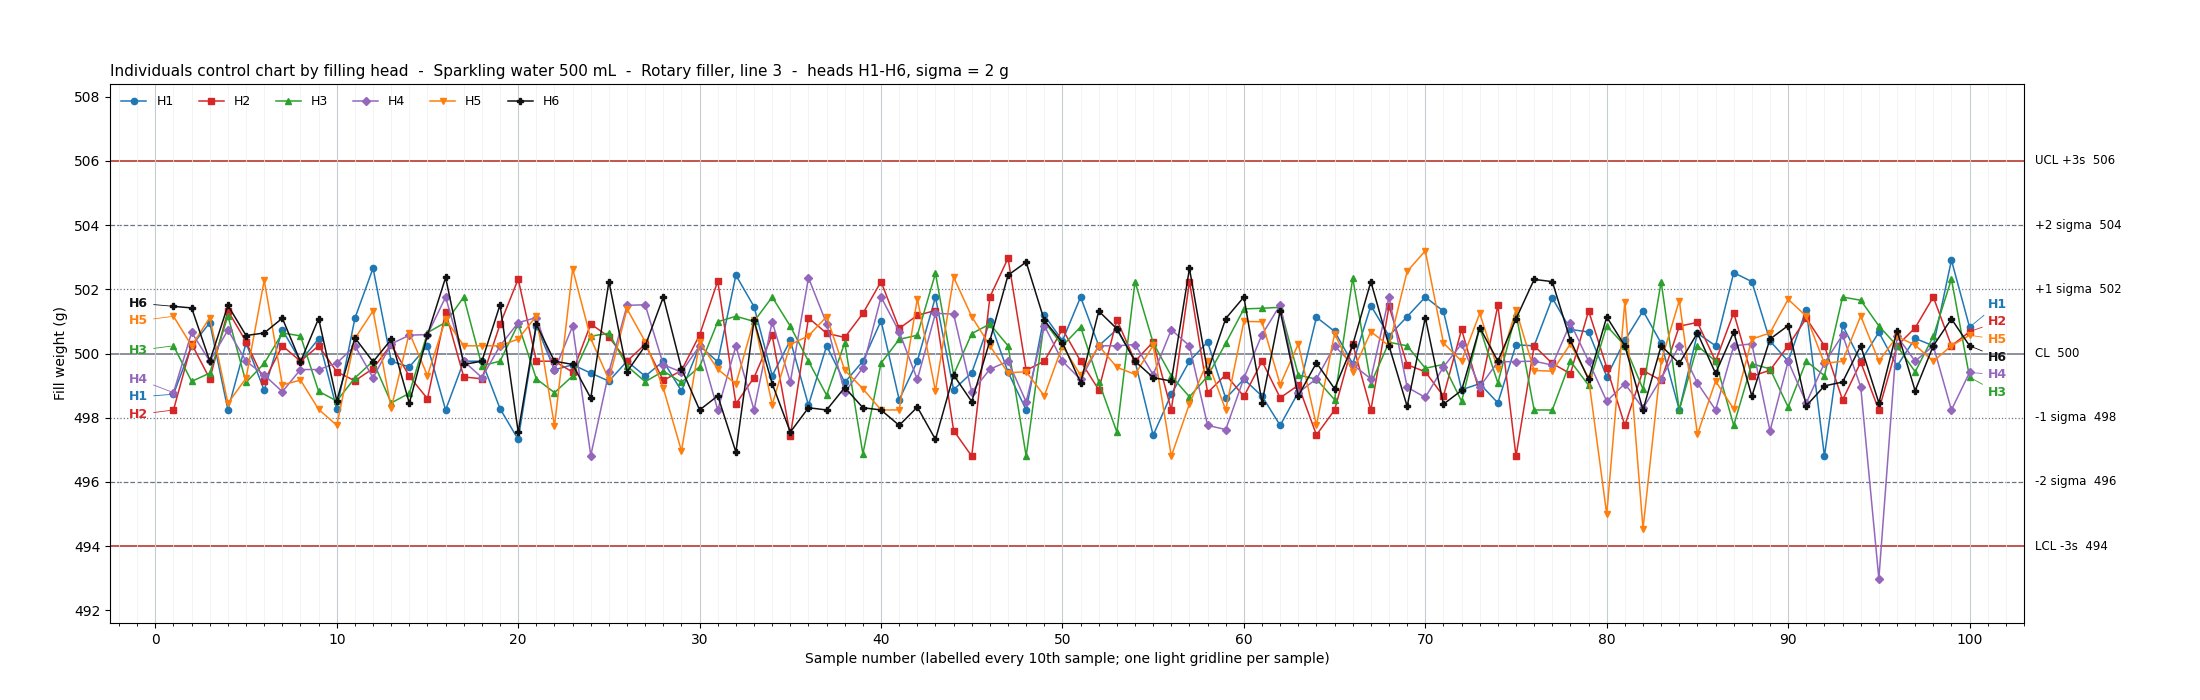 Individuals control chart by filling head - Sparkling water 500 mL - Rotary filler, line 3 - heads H1-H6, sigma = 2 g
H1 H2 H3 H4 H5 H6
Fill weight (g)
508
506
504
502
500
498
496
494
492
H6
H5
H3
H4
H1
H2
UCL +3s 506
+2 sigma 504
+1 sigma 502
H1
H2
H5
H6
CL 500
H4
H3
-1 sigma 498
-2 sigma 496
LCL -3s 494
0 10 20 30 40 50 60 70 80 90 100
Sample number (labelled every 10th sample; one light gridline per sample)